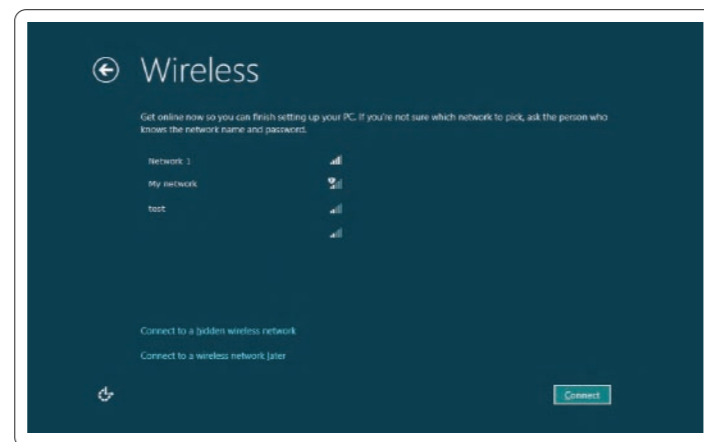 Wireless
Get online now so you can finish setting up your PC. If you're not sure which network to pick, ask the person who
knows the network name and password.
Network 1
My network
test
Connect to a hidden wireless network
Connect to a wireless network later
Connect